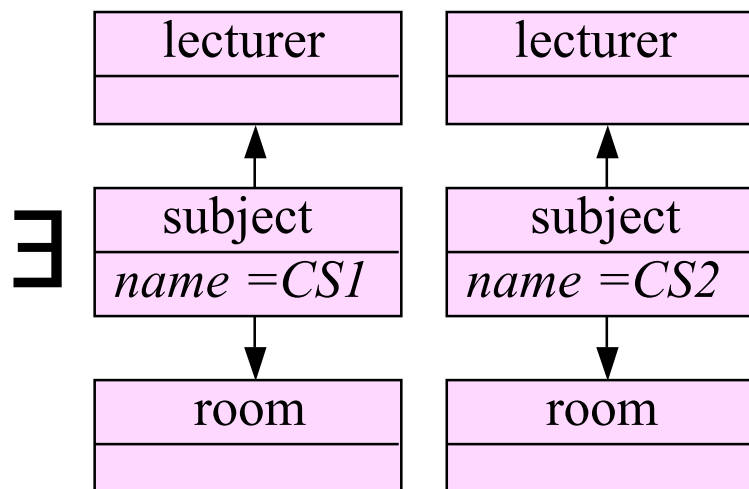 lecturer
lecturer
∃
subject
name =CS1
subject
name =CS2
room
room